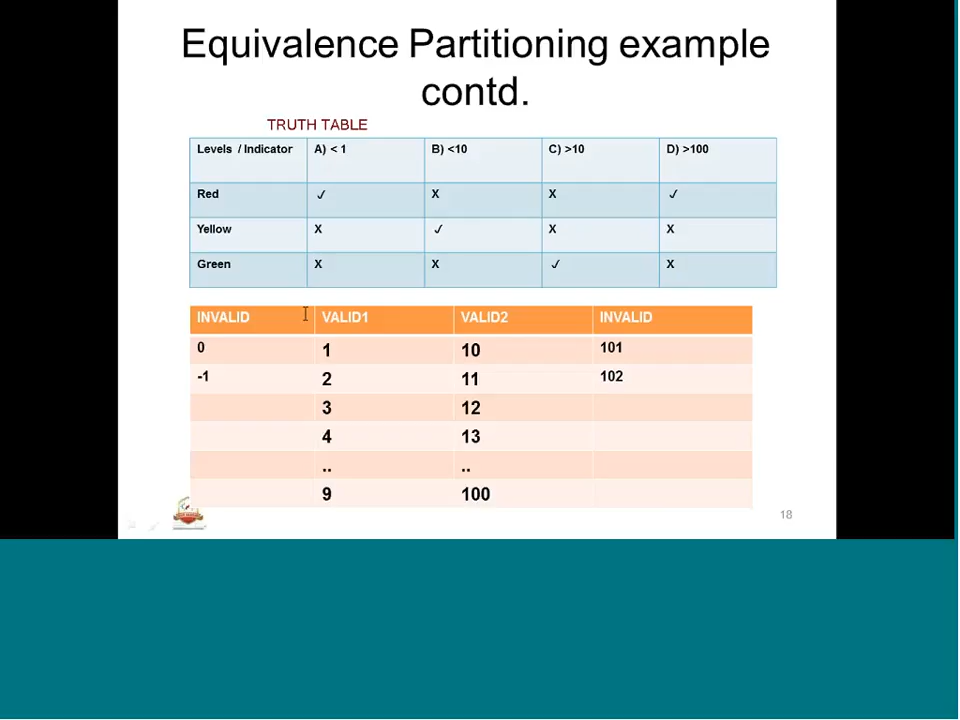 Equivalence Partitioning example
contd.
TRUTH TABLE
Levels / Indicator A) < 1 B) <10 C) >10 D) >100
Red ✓ X X ✓
Yellow X ✓ X X
Green X X ✓ X
INVALID VALID1 VALID2 INVALID
0 1 10 101
-1 2 11 102
3 12
4 13
.. ..
9 100
18